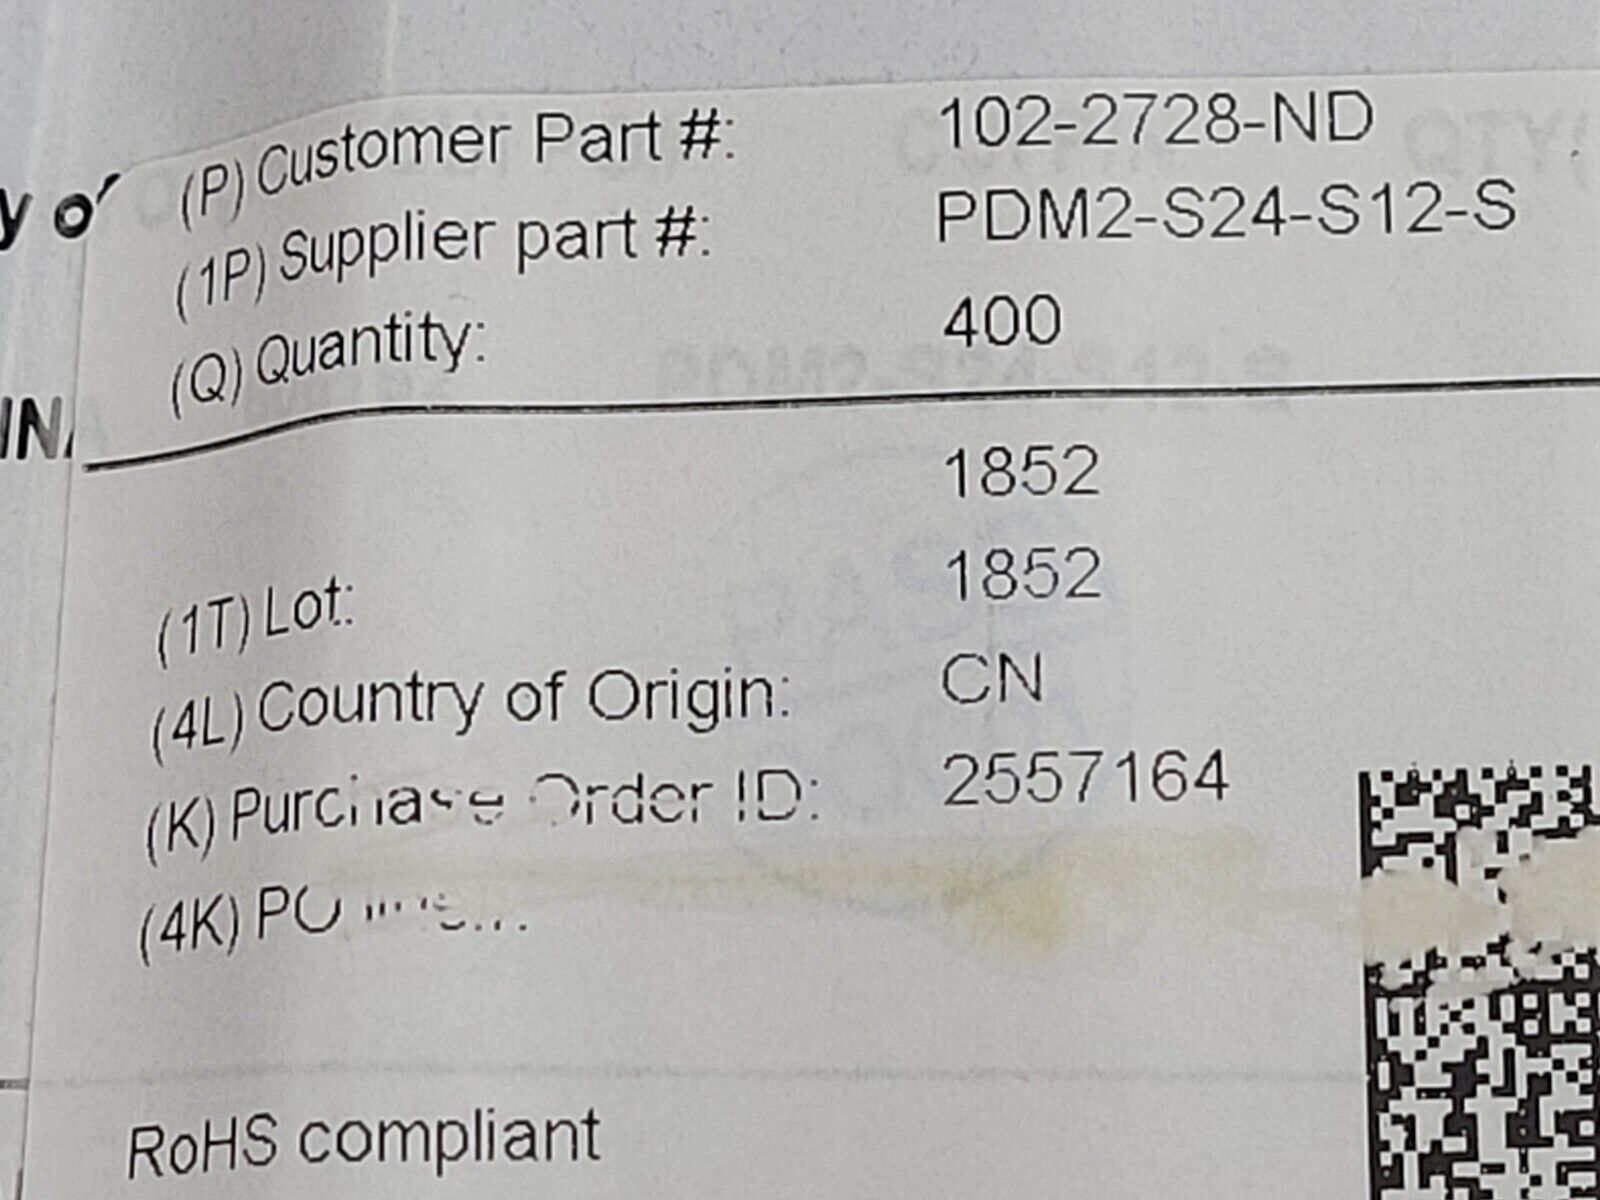 (P) Customer Part #: 102-2728-ND
(1P) Supplier part #: PDM2-S24-S12-S
(Q) Quantity: 400
1852
(1T) Lot: 1852
(4L) Country of Origin: CN
(K) Purchase Order ID: 2557164
(4K) PO
RoHS compliant